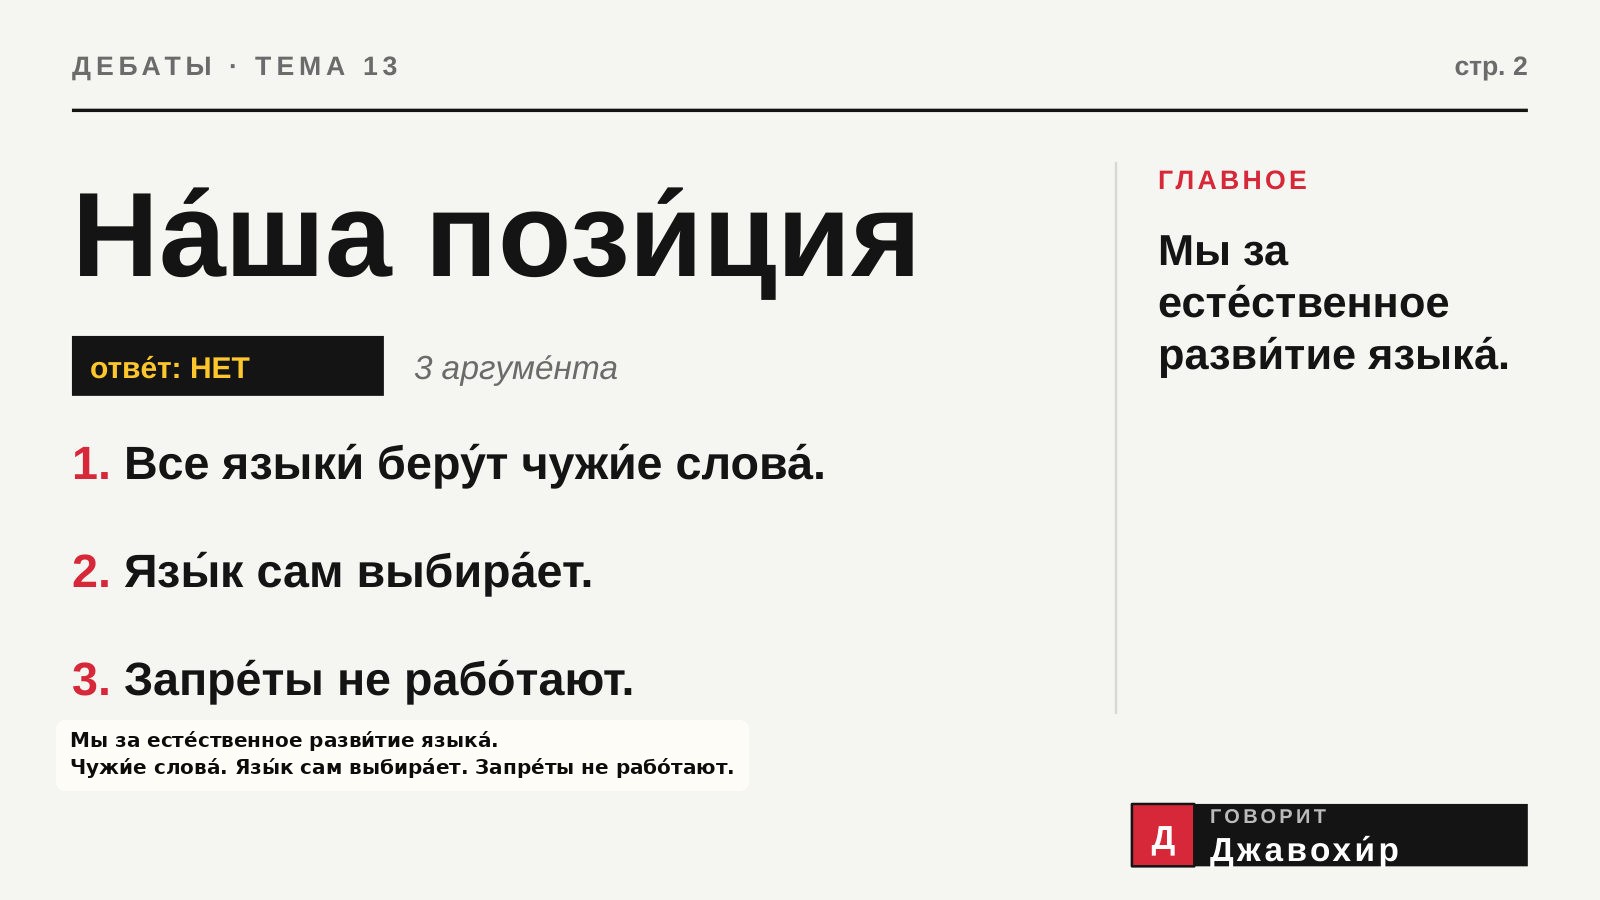 ДЕБАТЫ · ТЕМА 13
стр. 2
На́ша пози́ция
отве́т: НЕТ
3 аргуме́нта
1. Все языки́ беру́т чужи́е слова́.
2. Язы́к сам выбира́ет.
3. Запре́ты не рабо́тают.
Мы за есте́ственное разви́тие языка́.
Чужи́е слова́. Язы́к сам выбира́ет. Запре́ты не рабо́тают.
ГЛАВНОЕ
Мы за
есте́ственное
разви́тие языка́.
Д
ГОВОРИТ
Джавохи́р